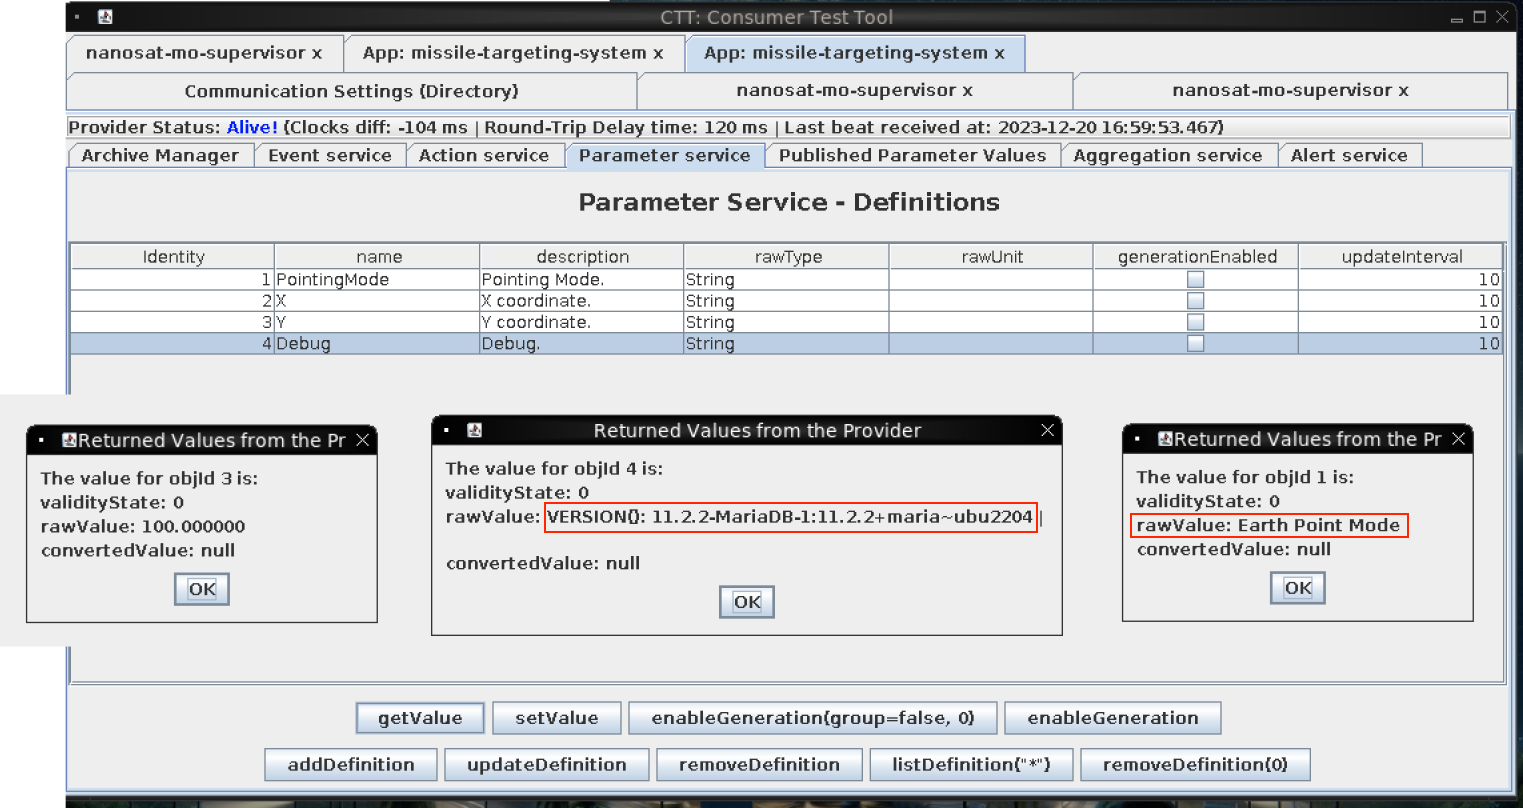 CTT: Consumer Test Tool
nanosat-mo-supervisor x
App: missile-targeting-system x
App: missile-targeting-system x
Communication Settings (Directory)
nanosat-mo-supervisor x
nanosat-mo-supervisor x
Provider Status: Alive! (Clocks diff: -104 ms | Round-Trip Delay time: 120 ms | Last beat received at: 2023-12-20 16:59:53.467)
Archive Manager
Event service
Action service
Parameter service
Published Parameter Values
Aggregation service
Alert service
Parameter Service - Definitions
Identity name description rawType rawUnit generationEnabled updateInterval
1 PointingMode Pointing Mode. String 10
2 X X coordinate. String 10
3 Y Y coordinate. String 10
4 Debug Debug. String 10
Returned Values from the Pr
The value for objId 3 is:
validityState: 0
rawValue: 100.000000
convertedValue: null
OK
Returned Values from the Provider
The value for objId 4 is:
validityState: 0
rawValue: VERSION(): 11.2.2-MariaDB-1:11.2.2+maria~ubu2204 |
convertedValue: null
OK
Returned Values from the Pr
The value for objId 1 is:
validityState: 0
rawValue: Earth Point Mode
convertedValue: null
OK
getValue
setValue
enableGeneration(group=false, 0)
enableGeneration
addDefinition
updateDefinition
removeDefinition
listDefinition("*")
removeDefinition(0)